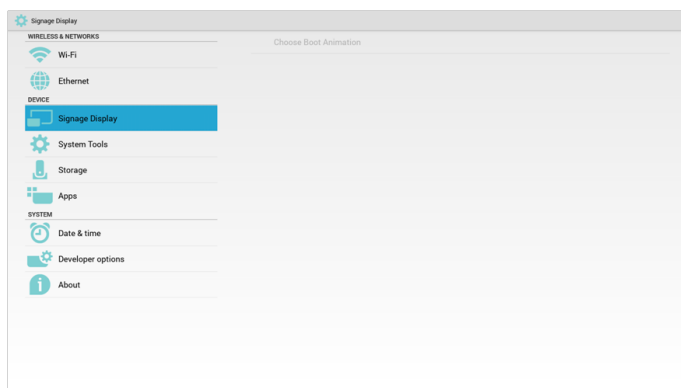 Signage Display
WIRELESS & NETWORKS
Wi-Fi
Ethernet
DEVICE
Signage Display
System Tools
Storage
Apps
SYSTEM
Date & time
Developer options
About
Choose Boot Animation